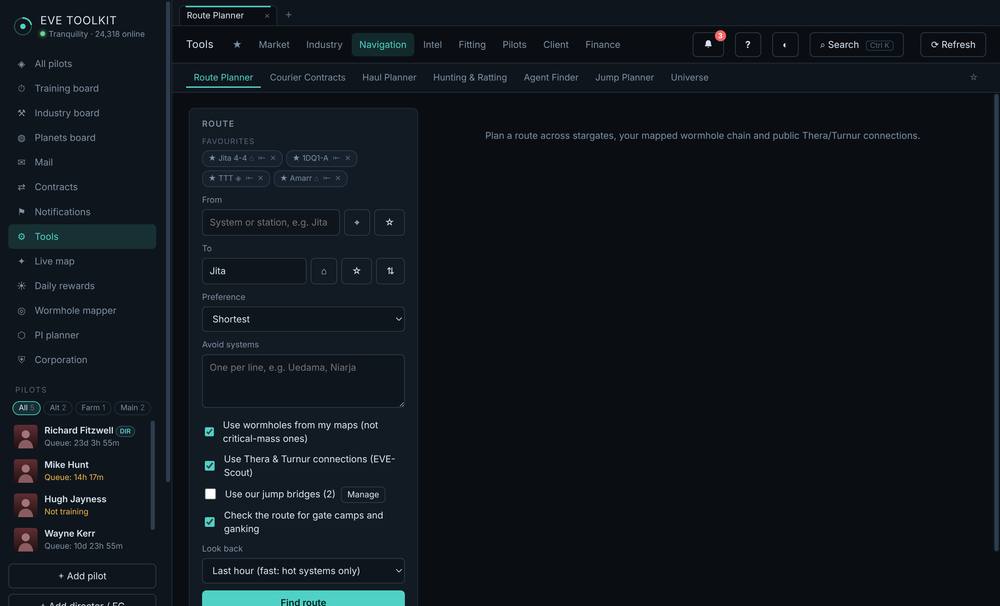 EVE TOOLKIT
Tranquility · 24,318 online
All pilots
Training board
Industry board
Planets board
Mail
Contracts
Notifications
Tools
Live map
Daily rewards
Wormhole mapper
PI planner
Corporation
PILOTS
All 5
Alt 2
Farm 1
Main 2
Richard Fitzwell DIR
Queue: 23d 3h 55m
Mike Hunt
Queue: 14h 17m
Hugh Jayness
Not training
Wayne Kerr
Queue: 10d 23h 55m
+ Add pilot
+ Add director / FC
Route Planner × +
Tools ★ Market Industry Navigation Intel Fitting Pilots Client Finance 3 ? Search Ctrl K Refresh
Route Planner Courier Contracts Haul Planner Hunting & Ratting Agent Finder Jump Planner Universe
ROUTE
FAVOURITES
★ Jita 4-4 ★ 1DQ1-A
★ TTT ★ Amarr
From
System or station, e.g. Jita
To
Jita
Preference
Shortest
Avoid systems
One per line, e.g. Uedama, Niarja
Use wormholes from my maps (not
critical-mass ones)
Use Thera & Turnur connections (EVE-
Scout)
Use our jump bridges (2) Manage
Check the route for gate camps and
ganking
Look back
Last hour (fast: hot systems only)
Find route
Plan a route across stargates, your mapped wormhole chain and public Thera/Turnur connections.